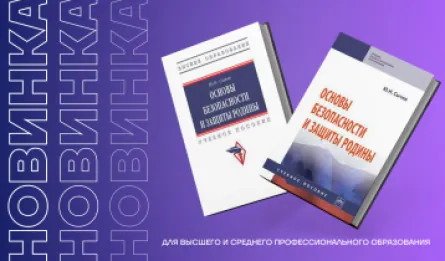 НОВИНКА
НОВИНКА
НОВИНКА
ВЫСШЕЕ ОБРАЗОВАНИЕ
ОСНОВЫ
БЕЗОПАСНОСТИ
И ЗАЩИТЫ РОДИНЫ
УЧЕБНОЕ ПОСОБИЕ
Ю.Н. Сычев
ОСНОВЫ
БЕЗОПАСНОСТИ
И ЗАЩИТЫ РОДИНЫ
УЧЕБНОЕ ПОСОБИЕ
ДЛЯ ВЫСШЕГО И СРЕДНЕГО ПРОФЕССИОНАЛЬНОГО ОБРАЗОВАНИЯ